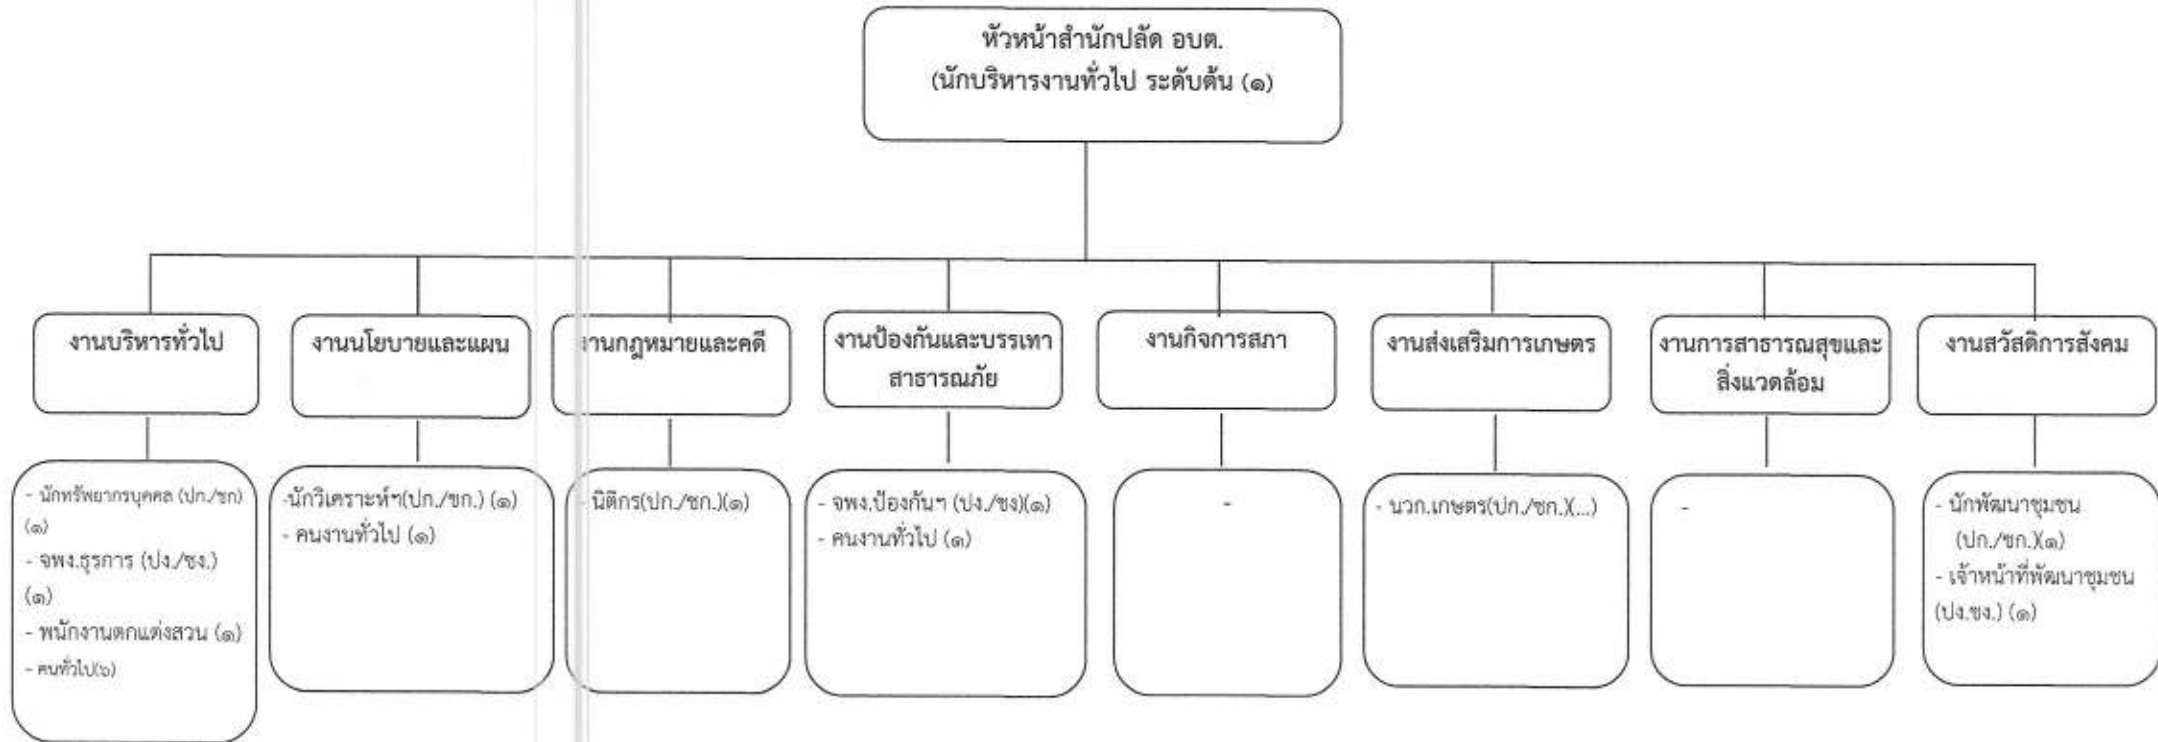 หัวหน้าสำนักปลัด อบต.
(นักบริหารงานทั่วไป ระดับต้น (๑)
งานบริหารทั่วไป
งานนโยบายและแผน
งานกฎหมายและคดี
งานป้องกันและบรรเทา
สาธารณภัย
งานกิจการสภา
งานส่งเสริมการเกษตร
งานการสาธารณสุขและ
สิ่งแวดล้อม
งานสวัสดิการสังคม
- นักทรัพยากรบุคคล (ปก./ชก)
(๑)
- จพง.ธุรการ (ปง./ชง.)
(๑)
- พนักงานตกแต่งสวน (๑)
- คนทั่วไป(๖)
-นักวิเคราะห์ฯ(ปก./ชก.) (๑)
- คนงานทั่วไป (๑)
- นิติกร(ปก./ชก.)(๑)
- จพง.ป้องกันฯ (ปง./ชง)(๑)
- คนงานทั่วไป (๑)
-
- นวก.เกษตร(ปก./ชก.)(...)
-
- นักพัฒนาชุมชน
(ปก./ชก.)(๑)
- เจ้าหน้าที่พัฒนาชุมชน
(ปง.ชง.) (๑)